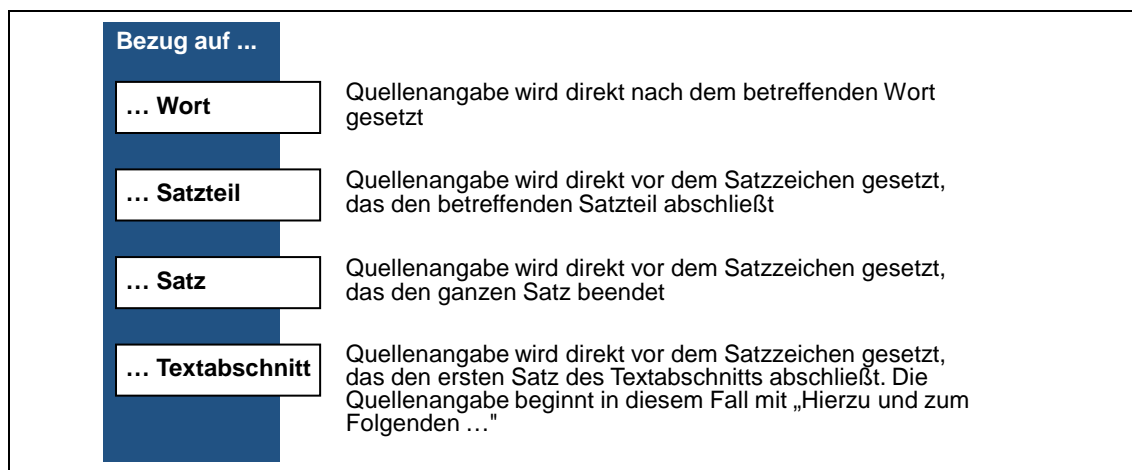 Bezug auf ...
… Wort
Quellenangabe wird direkt nach dem betreffenden Wort
gesetzt
… Satzteil
Quellenangabe wird direkt vor dem Satzzeichen gesetzt,
das den betreffenden Satzteil abschließt
… Satz
Quellenangabe wird direkt vor dem Satzzeichen gesetzt,
das den ganzen Satz beendet
… Textabschnitt
Quellenangabe wird direkt vor dem Satzzeichen gesetzt,
das den ersten Satz des Textabschnitts abschließt. Die
Quellenangabe beginnt in diesem Fall mit „Hierzu und zum
Folgenden …"